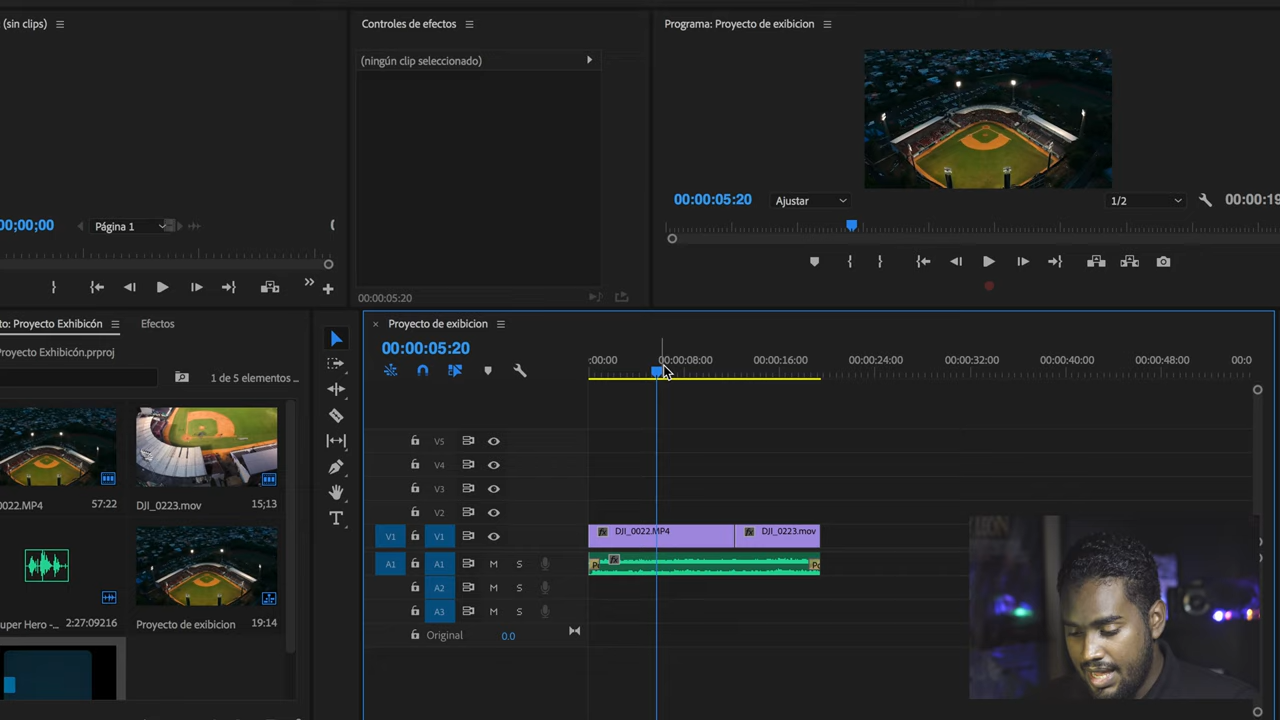 (sin clips)
Controles de efectos
Programa: Proyecto de exibicion
(ningún clip seleccionado)
00:00:05:20
Ajustar
1/2
00:00:19
00;00;00
Página 1
00:00:05:20
to: Proyecto Exhibicón
Efectos
Proyecto de exibicion
royecto Exhibicón.prproj
00:00:05:20
1 de 5 elementos ...
:00:00
00:00:08:00
00:00:16:00
00:00:24:00
00:00:32:00
00:00:40:00
00:00:48:00
00:0
V5
V4
V3
V2
0022.MP4
57:22
DJI_0223.mov
15;13
V1
V1
DJI_0022.MP4
DJI_0223.mov
A1
A1
M
S
A2
M
S
A3
M
S
uper Hero -...
2:27:09216
Proyecto de exibicion
19:14
Original
0.0